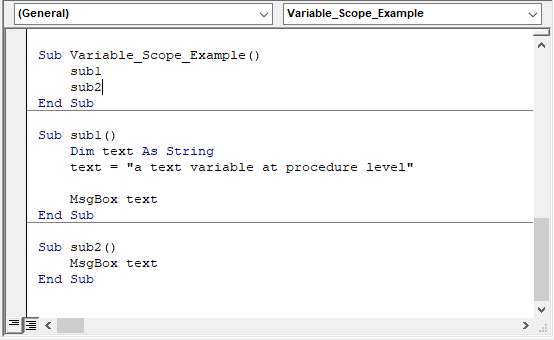 (General) Variable_Scope_Example
Sub Variable_Scope_Example()
    sub1
    sub2
End Sub
Sub sub1()
    Dim text As String
    text = "a text variable at procedure level"
    MsgBox text
End Sub
Sub sub2()
    MsgBox text
End Sub